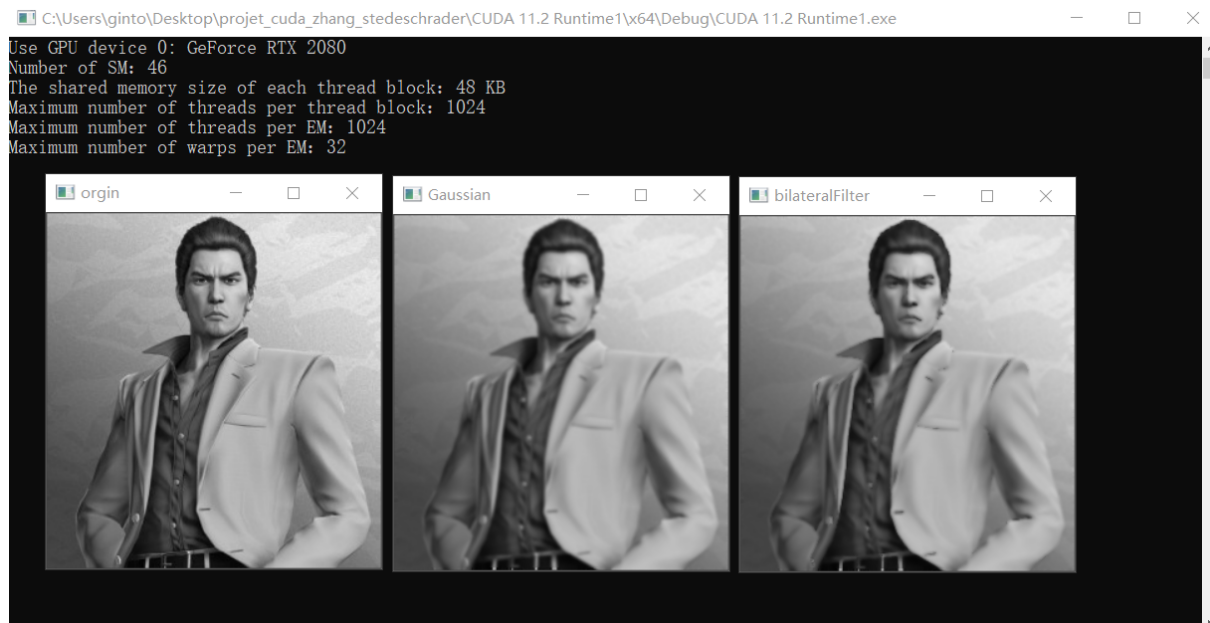 C:\Users\ginto\Desktop\projet_cuda_zhang_stedeschrader\CUDA 11.2 Runtime1\x64\Debug\CUDA 11.2 Runtime1.exe
Use GPU device 0: GeForce RTX 2080
Number of SM: 46
The shared memory size of each thread block: 48 KB
Maximum number of threads per thread block: 1024
Maximum number of threads per EM: 1024
Maximum number of warps per EM: 32
orgin
Gaussian
bilateralFilter